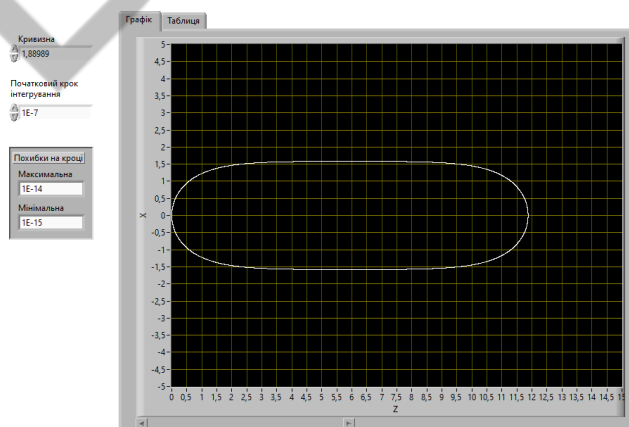 Графік Таблиця
Кривизна
1,88989
Початковий крок
інтегрування
1E-7
Похибки на кроці
Максимальна
1E-14
Мінімальна
1E-15
5
4,5
4
3,5
3
2,5
2
1,5
1
0,5
0
-0,5
-1
-1,5
-2
-2,5
-3
-3,5
-4
-4,5
-5
X
0 0,5 1 1,5 2 2,5 3 3,5 4 4,5 5 5,5 6 6,5 7 7,5 8 8,5 9 9,5 10 10,5 11 11,5 12 12,5 13 13,5 14 14,5 15
Z